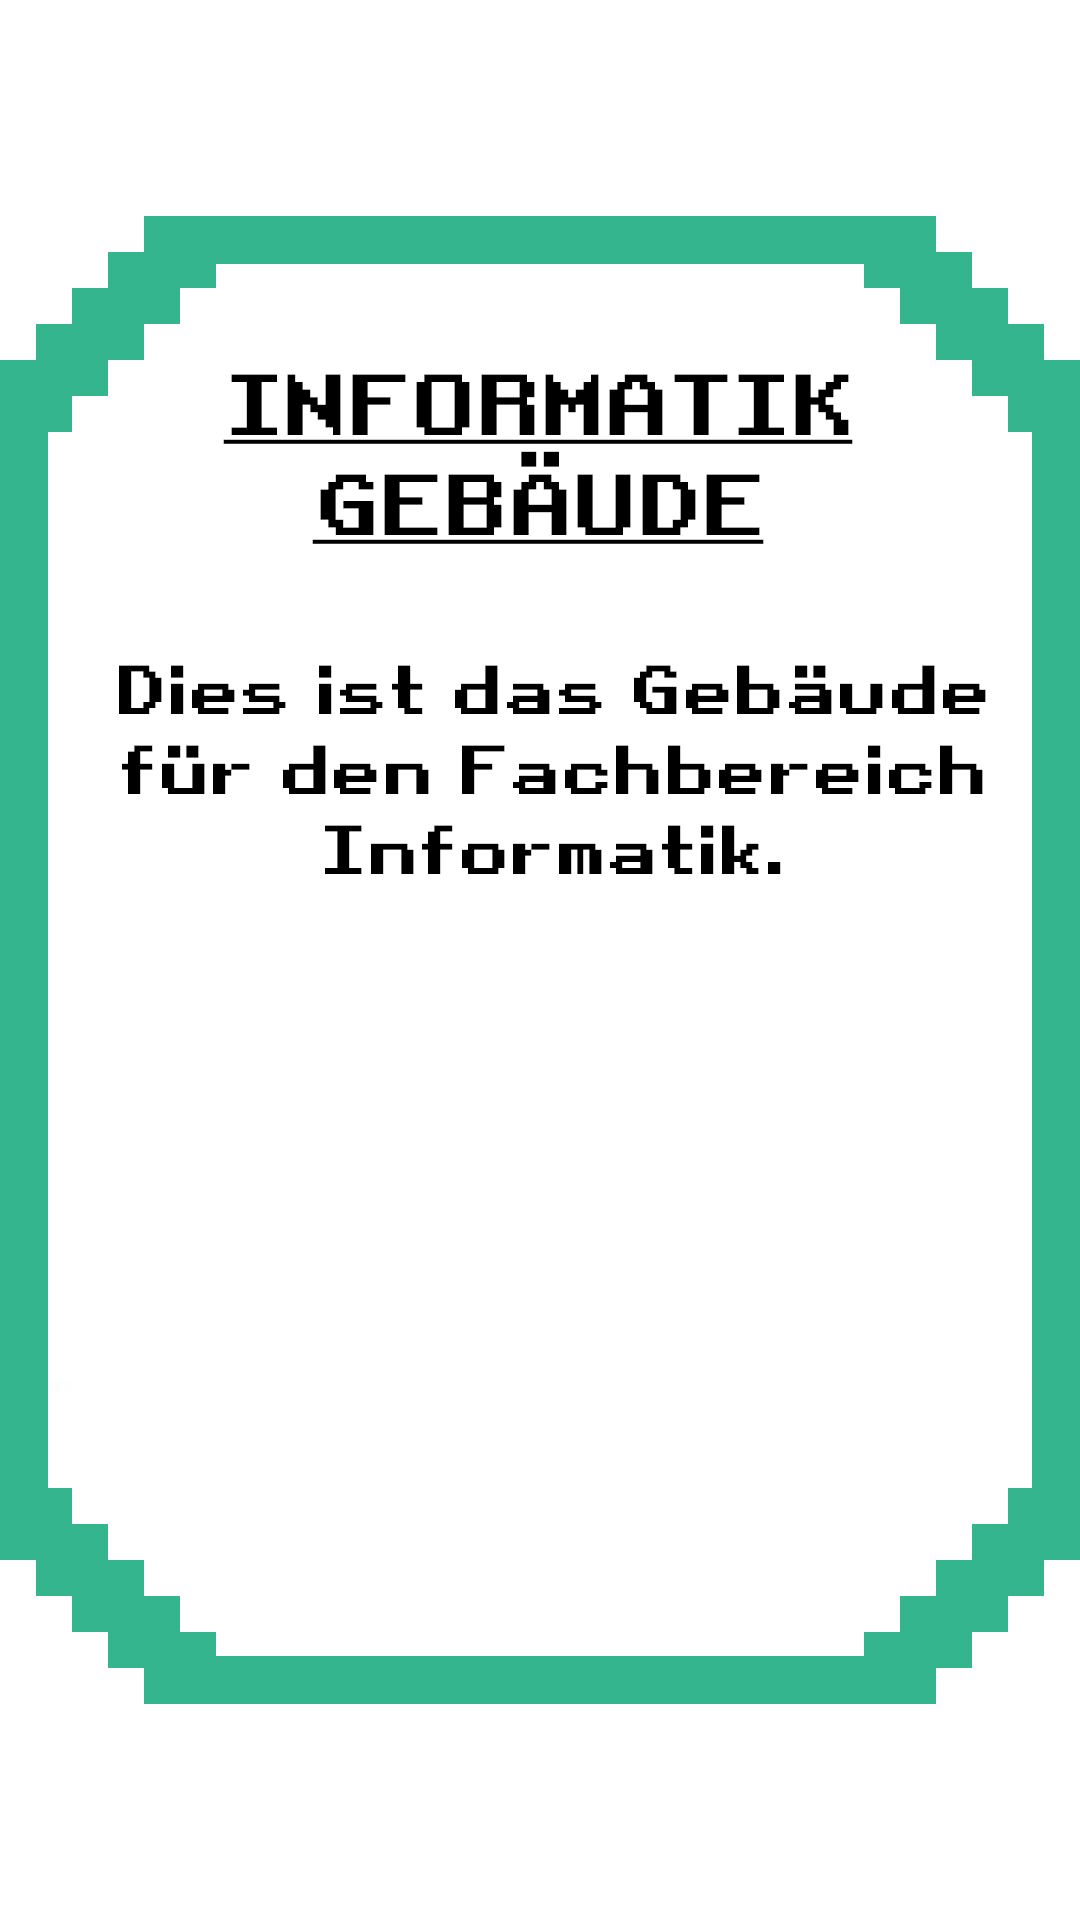 INFORMATIK
GEBÄUDE
Dies ist das Gebäude
für den Fachbereich
Informatik.